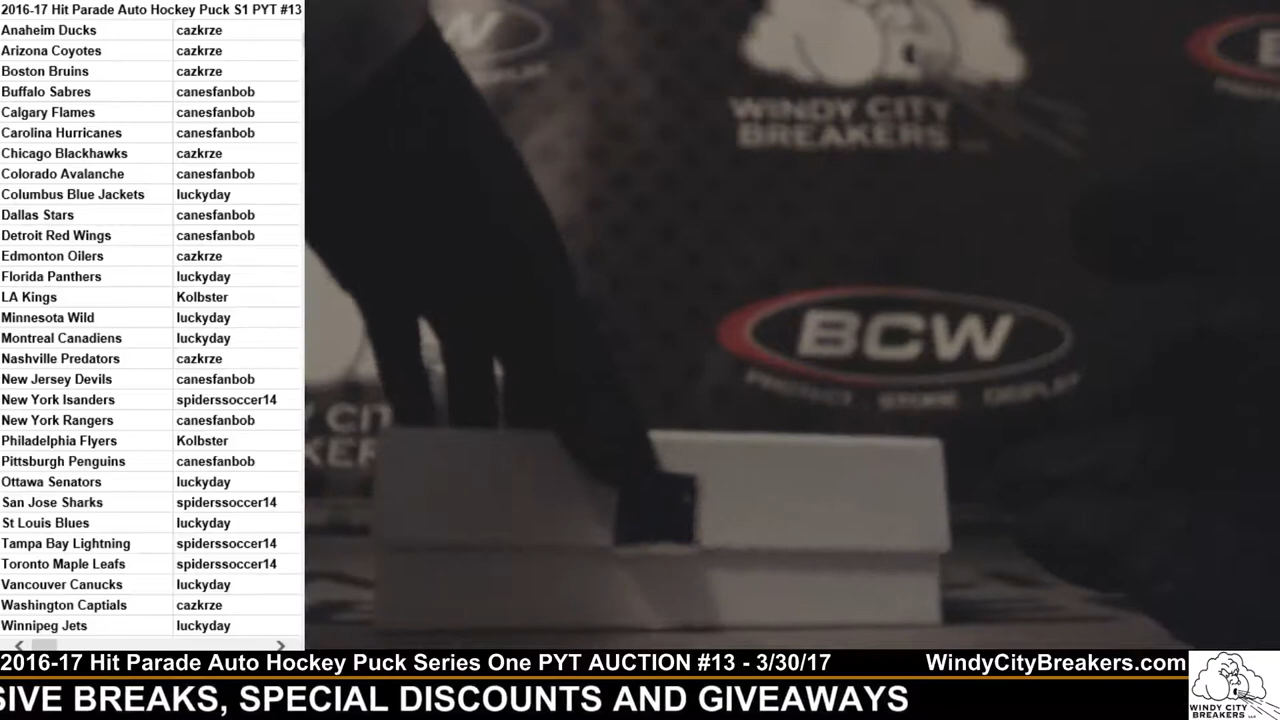 2016-17 Hit Parade Auto Hockey Puck S1 PYT #13
Anaheim Ducks cazkrze
Arizona Coyotes cazkrze
Boston Bruins cazkrze
Buffalo Sabres canesfanbob
Calgary Flames canesfanbob
Carolina Hurricanes canesfanbob
Chicago Blackhawks cazkrze
Colorado Avalanche canesfanbob
Columbus Blue Jackets luckyday
Dallas Stars canesfanbob
Detroit Red Wings canesfanbob
Edmonton Oilers cazkrze
Florida Panthers luckyday
LA Kings Kolbster
Minnesota Wild luckyday
Montreal Canadiens luckyday
Nashville Predators cazkrze
New Jersey Devils canesfanbob
New York Isanders spiderssoccer14
New York Rangers canesfanbob
Philadelphia Flyers Kolbster
Pittsburgh Penguins canesfanbob
Ottawa Senators luckyday
San Jose Sharks spiderssoccer14
St Louis Blues luckyday
Tampa Bay Lightning spiderssoccer14
Toronto Maple Leafs spiderssoccer14
Vancouver Canucks luckyday
Washington Captials cazkrze
Winnipeg Jets luckyday
WINDY CITY
BREAKERS
BCW
PROTECT STORE DISPLAY
Y CIT
KER
2016-17 Hit Parade Auto Hockey Puck Series One PYT AUCTION #13 - 3/30/17 WindyCityBreakers.com
SIVE BREAKS, SPECIAL DISCOUNTS AND GIVEAWAYS
WINDY CITY
BREAKERS